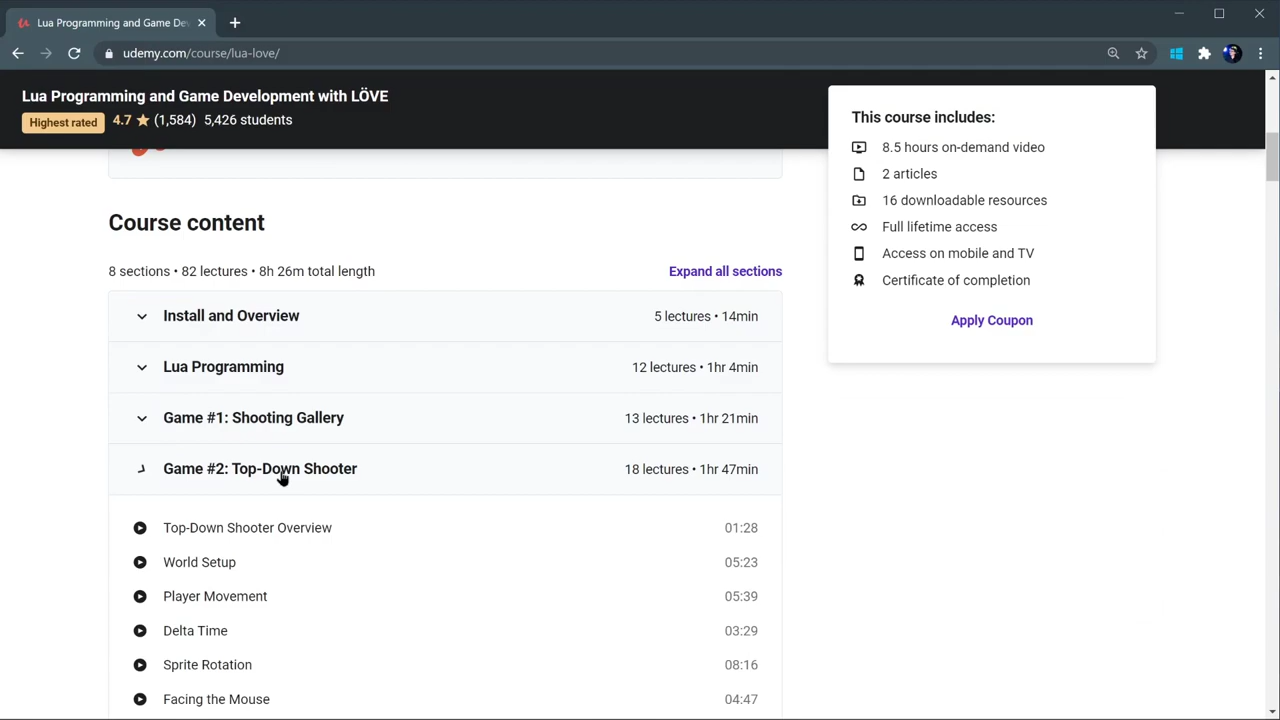 Lua Programming and Game De
udemy.com/course/lua-love/
Lua Programming and Game Development with LÖVE
Highest rated 4.7 (1,584) 5,426 students
This course includes:
8.5 hours on-demand video
2 articles
16 downloadable resources
Full lifetime access
Access on mobile and TV
Certificate of completion
Apply Coupon
Course content
8 sections • 82 lectures • 8h 26m total length Expand all sections
Install and Overview 5 lectures • 14min
Lua Programming 12 lectures • 1hr 4min
Game #1: Shooting Gallery 13 lectures • 1hr 21min
Game #2: Top-Down Shooter 18 lectures • 1hr 47min
Top-Down Shooter Overview 01:28
World Setup 05:23
Player Movement 05:39
Delta Time 03:29
Sprite Rotation 08:16
Facing the Mouse 04:47